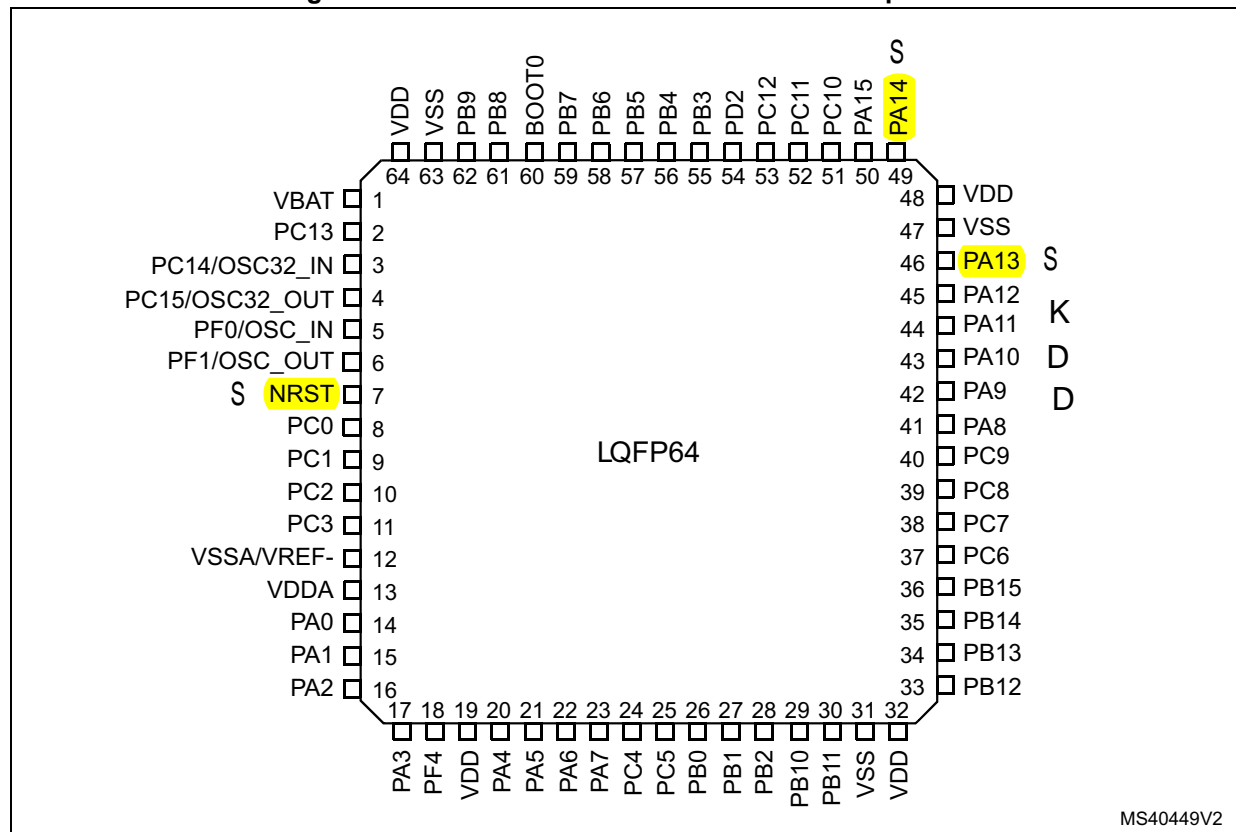 S
VDD
VSS
PB9
PB8
BOOT0
PB7
PB6
PB5
PB4
PB3
PD2
PC12
PC11
PC10
PA15
PA14
64 63 62 61 60 59 58 57 56 55 54 53 52 51 50 49
VBAT 1
PC13 2
PC14/OSC32_IN 3
PC15/OSC32_OUT 4
PF0/OSC_IN 5
PF1/OSC_OUT 6
S NRST 7
PC0 8
PC1 9
PC2 10
PC3 11
VSSA/VREF- 12
VDDA 13
PA0 14
PA1 15
PA2 16
LQFP64
48 VDD
47 VSS
46 PA13 S
45 PA12
K
44 PA11
43 PA10 D
42 PA9 D
41 PA8
40 PC9
39 PC8
38 PC7
37 PC6
36 PB15
35 PB14
34 PB13
33 PB12
17 18 19 20 21 22 23 24 25 26 27 28 29 30 31 32
PA3
PF4
VDD
PA4
PA5
PA6
PA7
PC4
PC5
PB0
PB1
PB2
PB10
PB11
VSS
VDD
MS40449V2